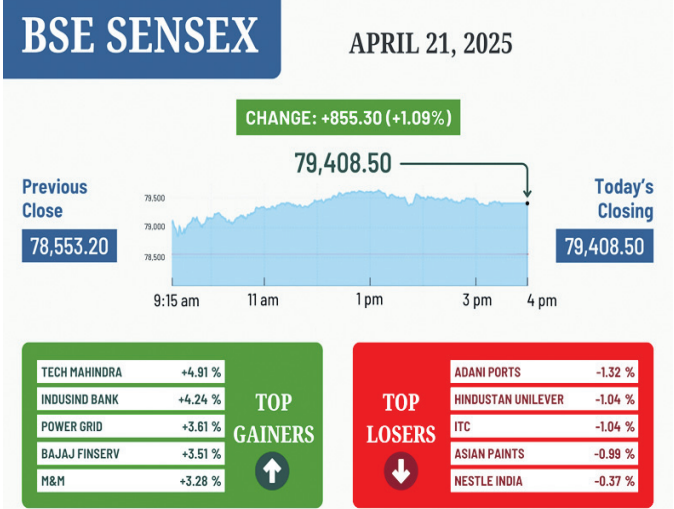 BSE SENSEX
APRIL 21, 2025
CHANGE: +855.30 (+1.09%)
79,408.50
Previous
Close
78,553.20
Today's
Closing
79,408.50
79,500
79,000
78,500
9:15 am
11 am
1 pm
3 pm
4 pm
TECH MAHINDRA +4.91 %
INDUSIND BANK +4.24 %
POWER GRID +3.61 %
BAJAJ FINSERV +3.51 %
M&M +3.28 %
TOP
GAINERS
TOP
LOSERS
ADANI PORTS -1.32 %
HINDUSTAN UNILEVER -1.04 %
ITC -1.04 %
ASIAN PAINTS -0.99 %
NESTLE INDIA -0.37 %